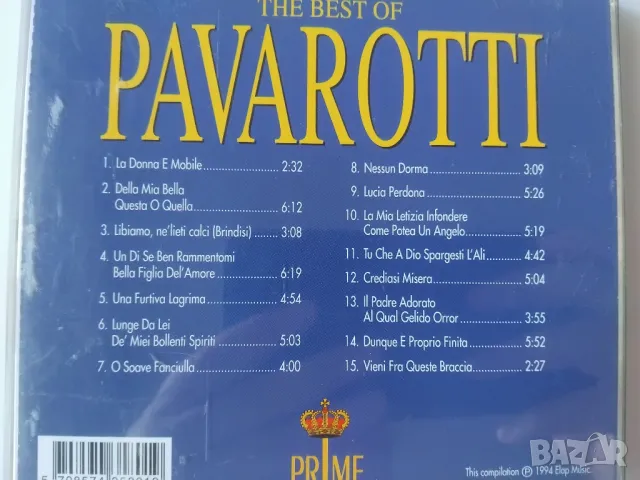 THE BEST OF
PAVAROTTI
1. La Donna E Mobile 2:32
2. Della Mia Bella
Questa O Quella 6:12
3. Libiamo, ne'lieti calci (Brindisi) 3:08
4. Un Di Se Ben Rammentomi
Bella Figlia Del'Amore 6:19
5. Una Furtiva Lagrima 4:54
6. Lunge Da Lei
De' Miei Bollenti Spiriti 5:03
7. O Soave Fanciulla 4:00
8. Nessun Dorma 3:09
9. Lucia Perdona 5:26
10. La Mia Letizia Infondere
Come Potea Un Angelo 5:19
11. Tu Che A Dio Spargesti L'Ali 4:42
12. Crediasi Misera 5:04
13. Il Padre Adorato
Al Qual Gelido Orror 3:55
14. Dunque E Proprio Finita 5:52
15. Vieni Fra Queste Braccia 2:27
PRIME
This compilation ℗ 1994 Elap Music.
BAZAR